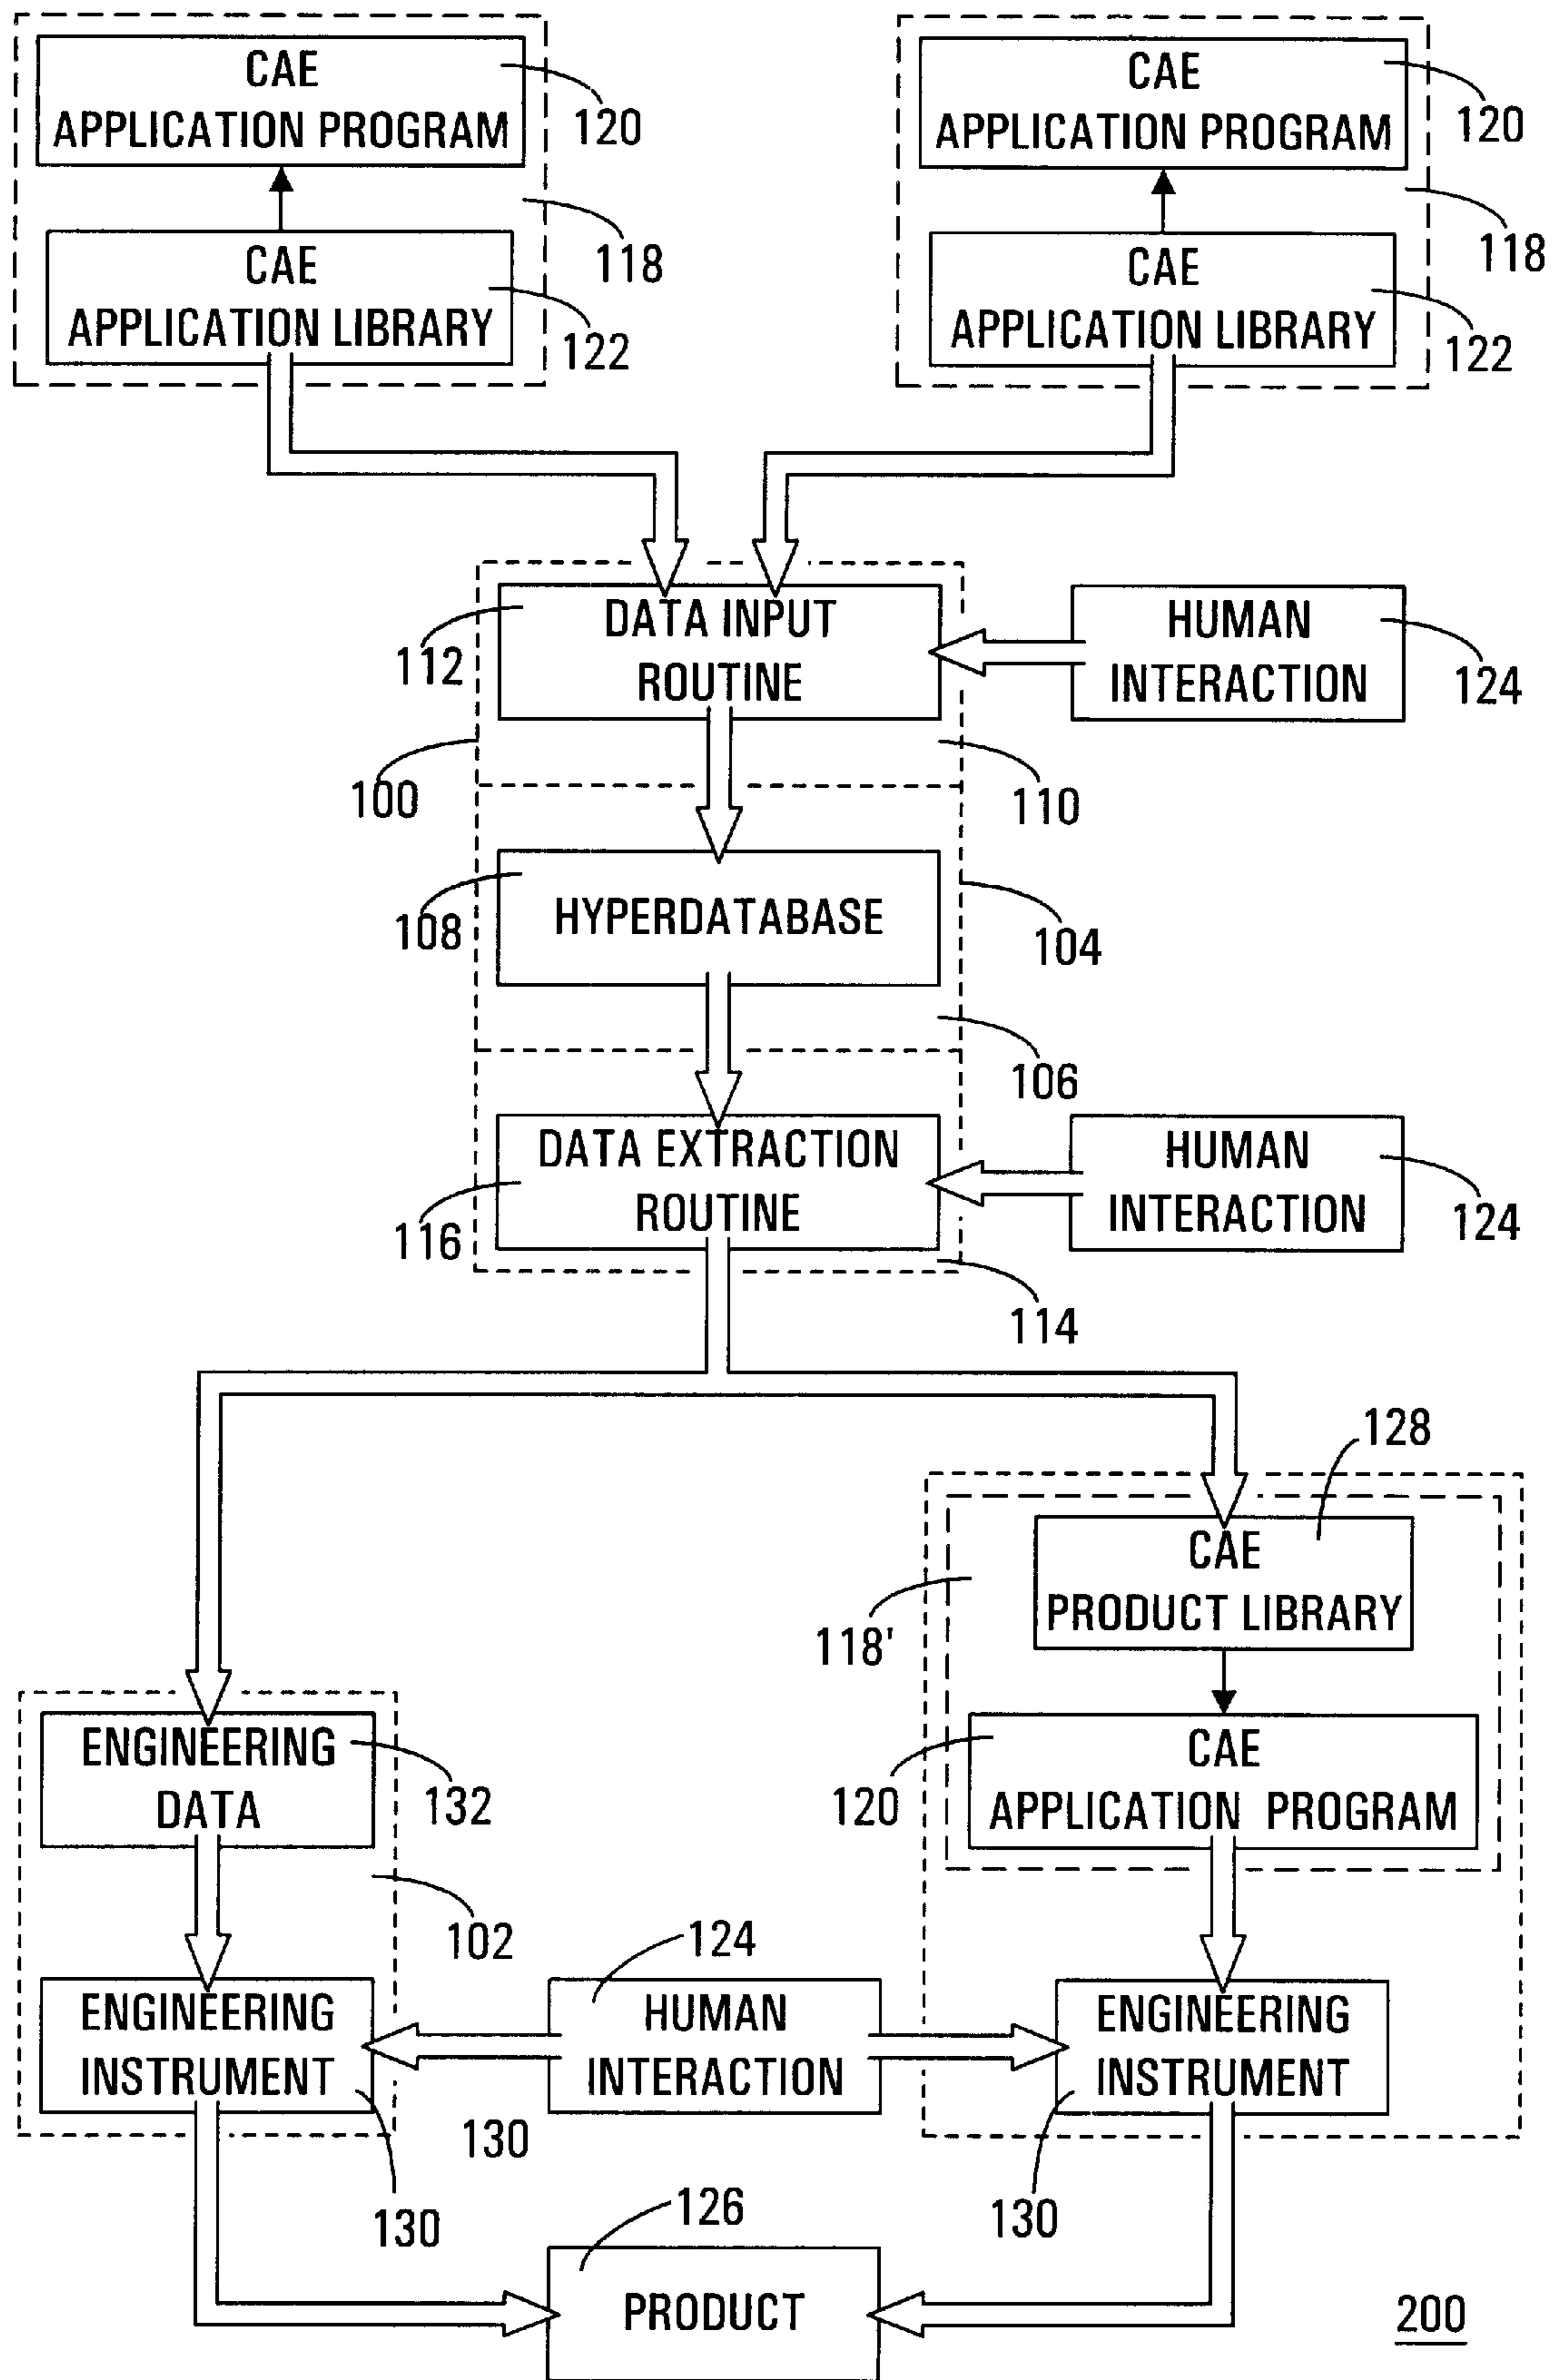 CAE
APPLICATION PROGRAM
120
118
CAE
APPLICATION LIBRARY
122
CAE
APPLICATION PROGRAM
120
118
CAE
APPLICATION LIBRARY
122
DATA INPUT
ROUTINE
112
HUMAN
INTERACTION
124
100
110
HYPERDATABASE
108
104
106
DATA EXTRACTION
ROUTINE
116
HUMAN
INTERACTION
124
114
128
CAE
PRODUCT LIBRARY
118'
ENGINEERING
DATA
132
CAE
APPLICATION PROGRAM
120
102
124
ENGINEERING
INSTRUMENT
HUMAN
INTERACTION
ENGINEERING
INSTRUMENT
130
130
130
126
PRODUCT
200